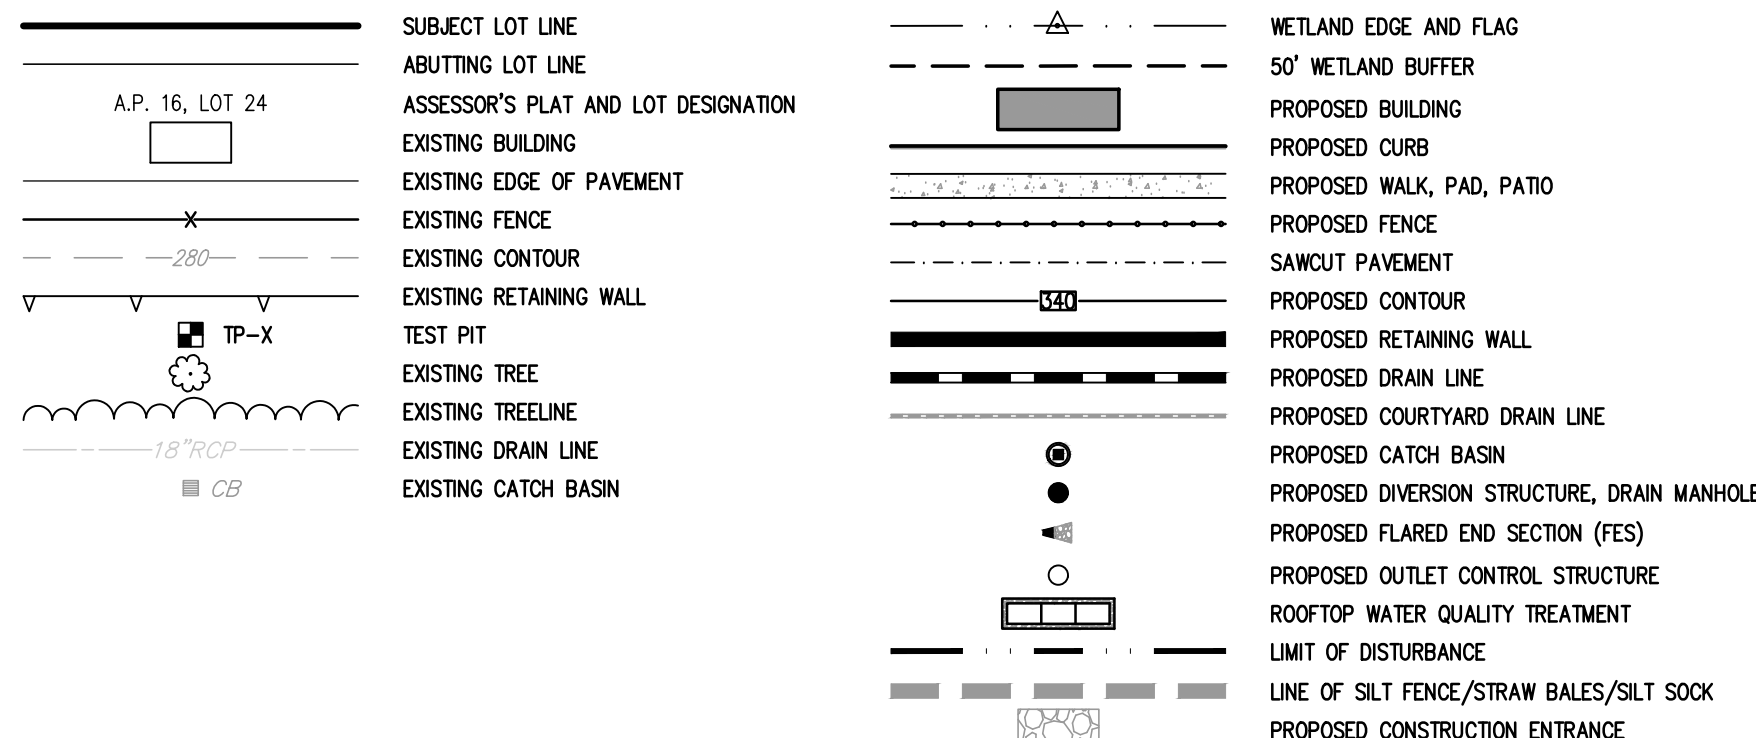 SUBJECT LOT LINE
ABUTTING LOT LINE
A.P. 16, LOT 24 ASSESSOR'S PLAT AND LOT DESIGNATION
EXISTING BUILDING
EXISTING EDGE OF PAVEMENT
X EXISTING FENCE
280 EXISTING CONTOUR
EXISTING RETAINING WALL
TP-X TEST PIT
EXISTING TREE
EXISTING TREELINE
18"RCP EXISTING DRAIN LINE
CB EXISTING CATCH BASIN
WETLAND EDGE AND FLAG
50' WETLAND BUFFER
PROPOSED BUILDING
PROPOSED CURB
PROPOSED WALK, PAD, PATIO
PROPOSED FENCE
SAWCUT PAVEMENT
340 PROPOSED CONTOUR
PROPOSED RETAINING WALL
PROPOSED DRAIN LINE
PROPOSED COURTYARD DRAIN LINE
PROPOSED CATCH BASIN
PROPOSED DIVERSION STRUCTURE, DRAIN MANHOLE
PROPOSED FLARED END SECTION (FES)
PROPOSED OUTLET CONTROL STRUCTURE
ROOFTOP WATER QUALITY TREATMENT
LIMIT OF DISTURBANCE
LINE OF SILT FENCE/STRAW BALES/SILT SOCK
PROPOSED CONSTRUCTION ENTRANCE